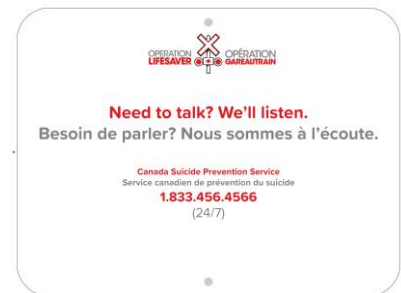 OPERATION
LIFESAVER
OPÉRATION
GAREAUTRAIN
Need to talk? We'll listen.
Besoin de parler? Nous sommes à l'écoute.
Canada Suicide Prevention Service
Service canadien de prévention du suicide
1.833.456.4566
(24/7)